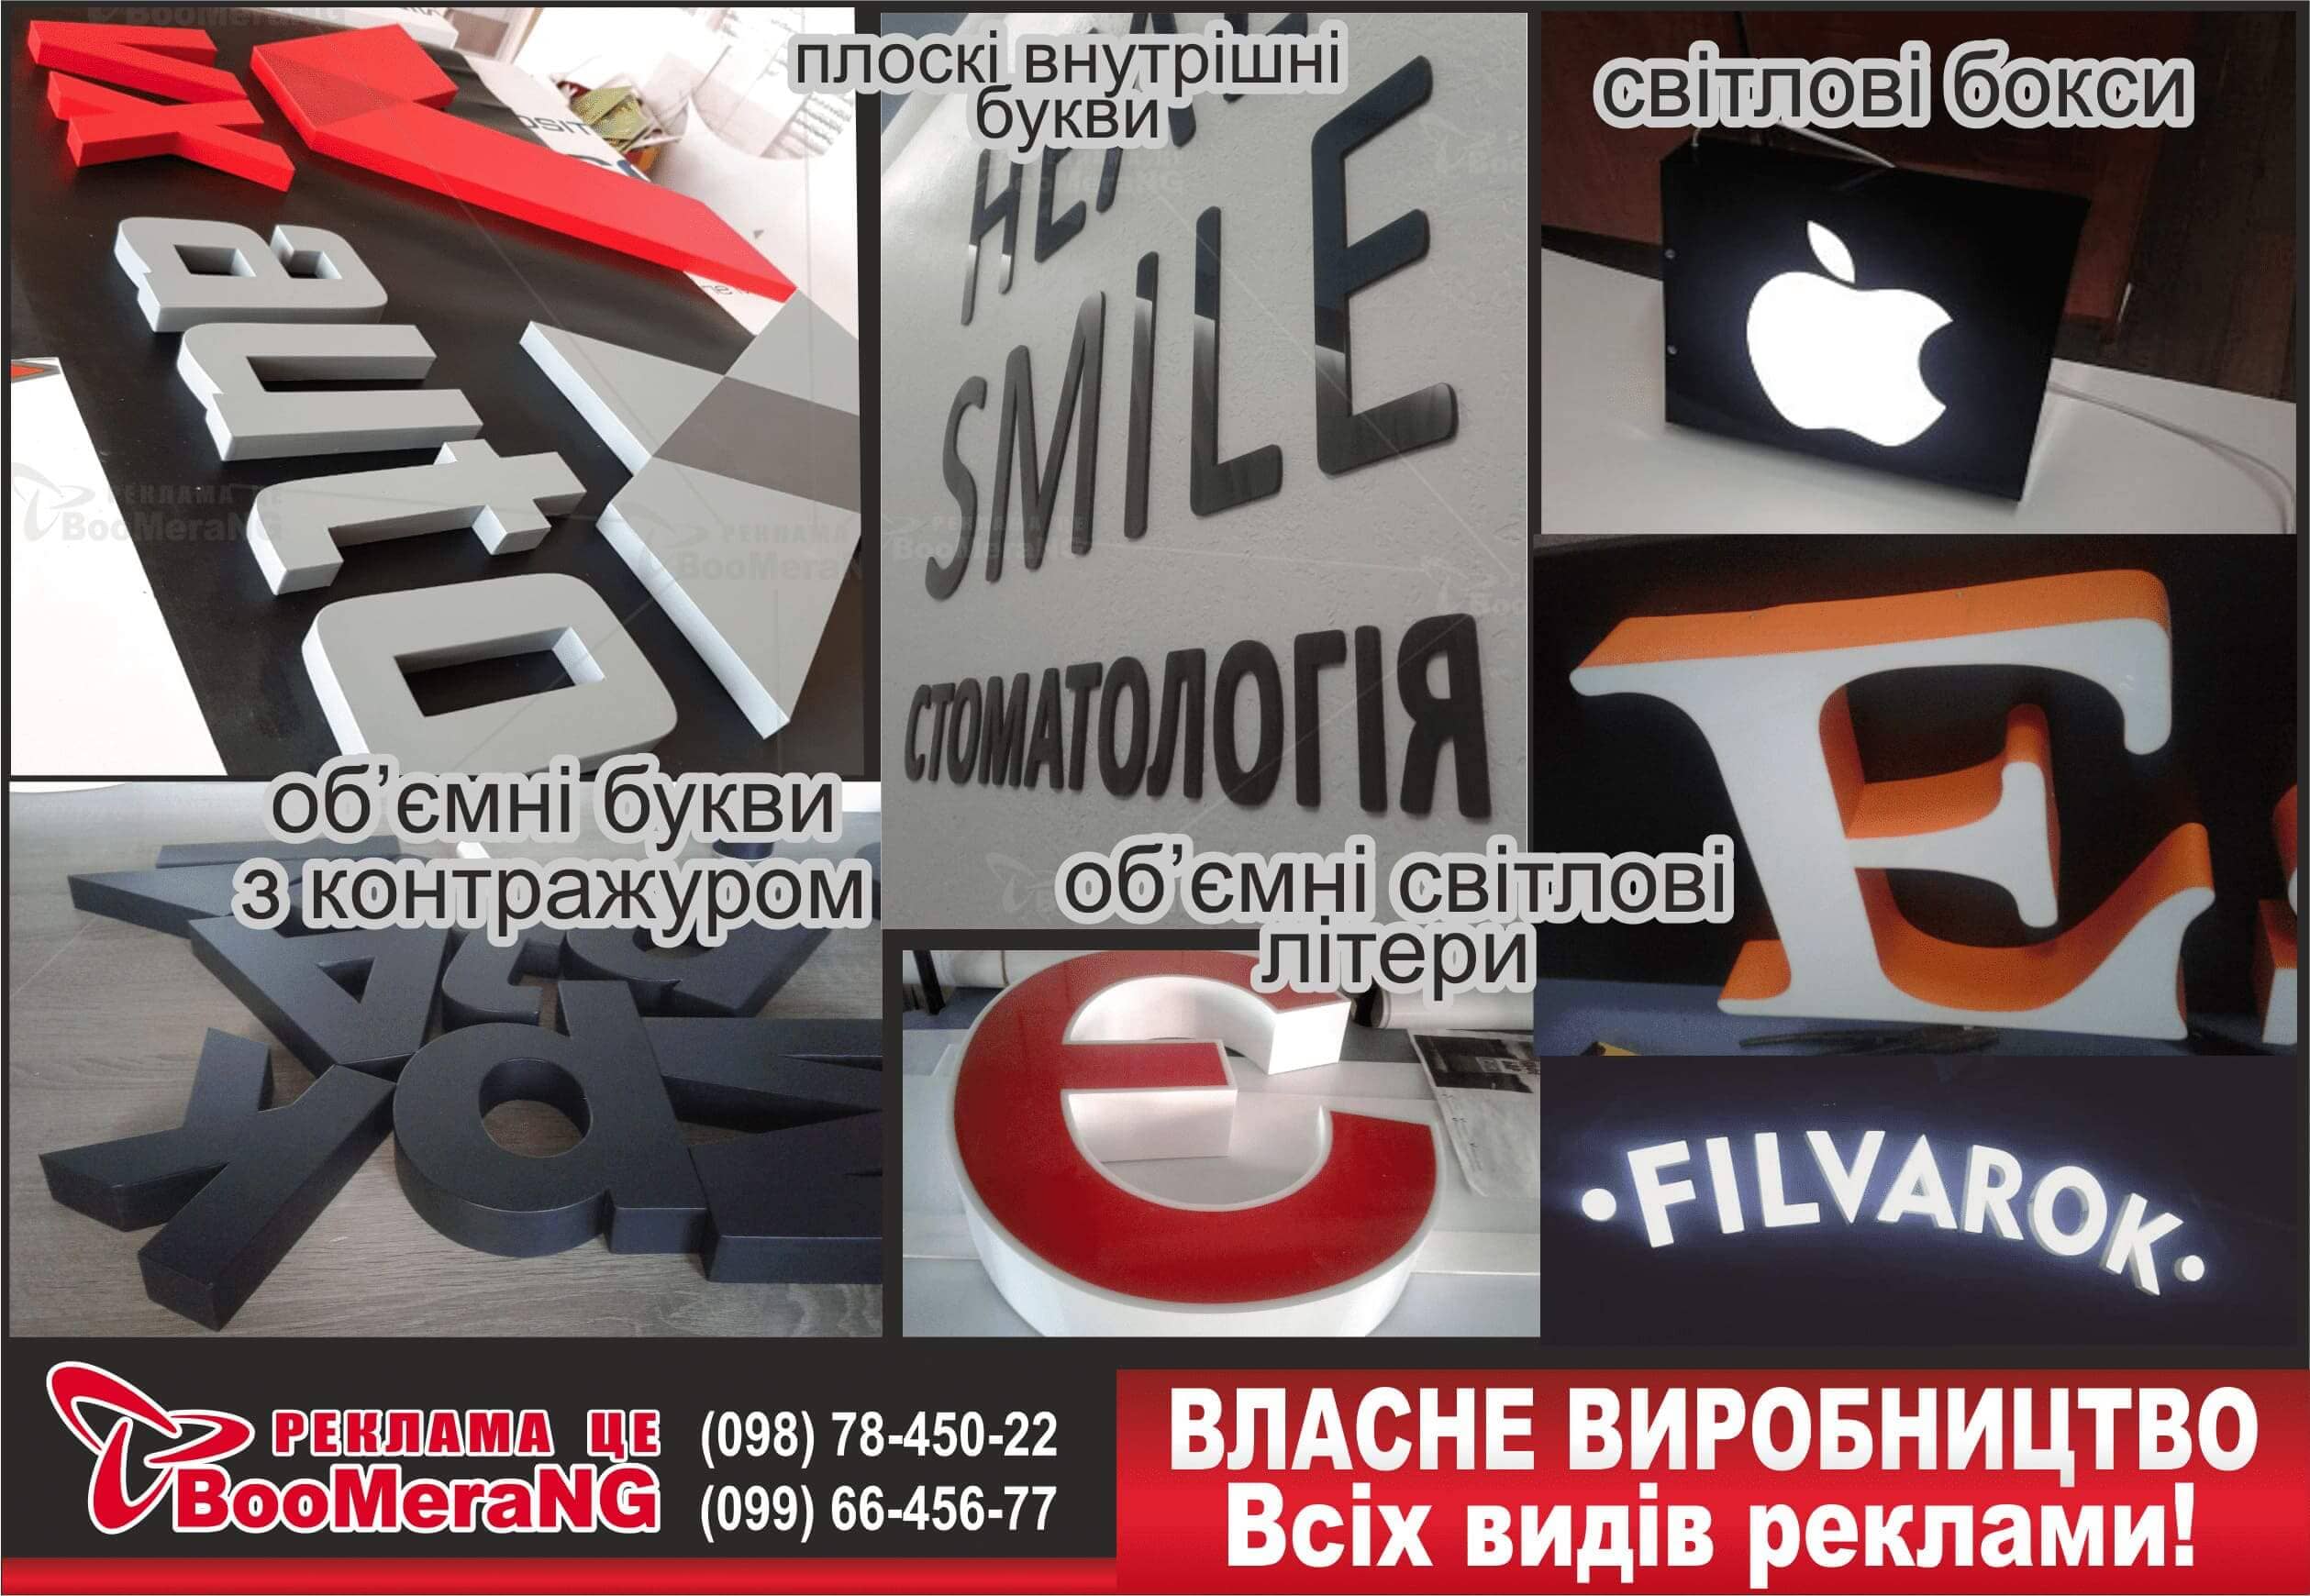 плоскі внутрішні
букви
світлові бокси
SMILE
СТОМАТОЛОГІЯ
об’ємні букви
з контражуром
об’ємні світлові
літери
Е
є
•FILVAROK•
auto
РЕКЛАМА ЦЕ
BooMeraNG
(098) 78-450-22
(099) 66-456-77
ВЛАСНЕ ВИРОБНИЦТВО
Всіх видів реклами!